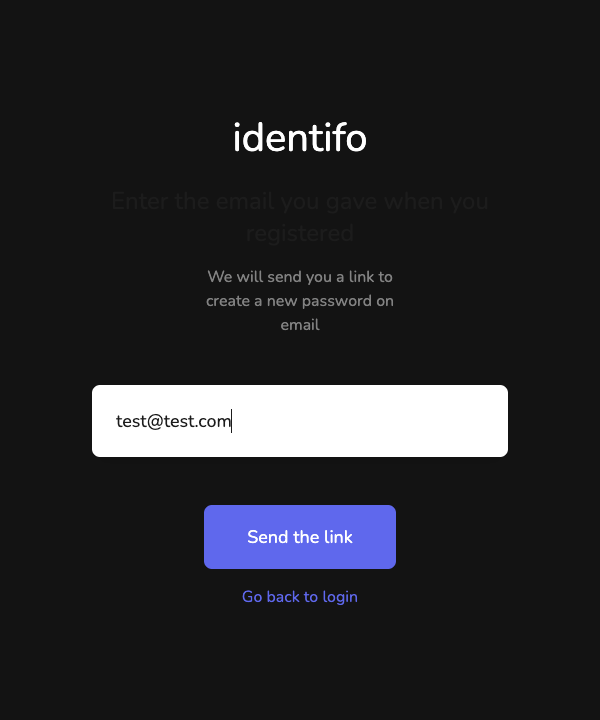 identifo
Enter the email you gave when you
registered
We will send you a link to
create a new password on
email
test@test.com
Send the link
Go back to login